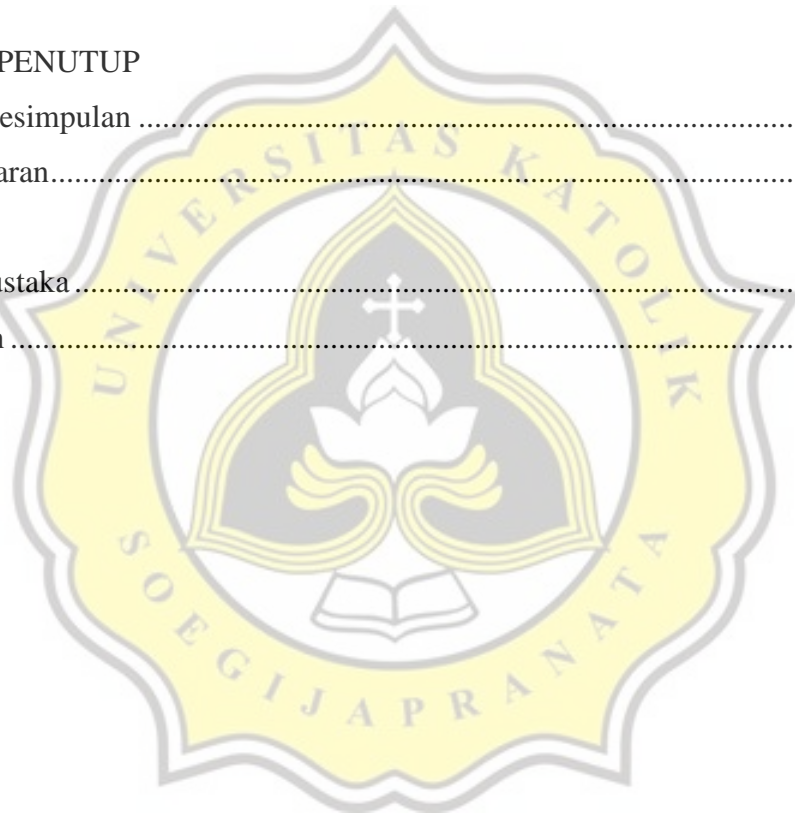 PENUTUP
esimpulan ........................................................................................
aran....................................................................................................
ustaka ................................................................................................
n .........................................................................................................
UNIVERSITAS KATOLIK
SOEGIJAPRANATA